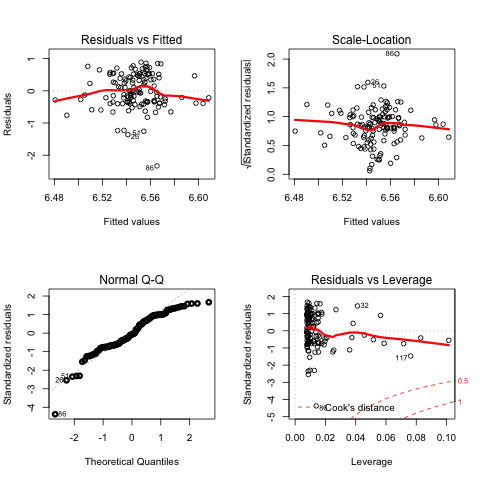 Residuals vs Fitted
Residuals
1
0
-1
-2
51
26
86
6.48 6.52 6.56 6.60
Fitted values
Scale-Location
√|Standardized residuals|
2.0
1.5
1.0
0.5
0.0
86
26
51
6.48 6.52 6.56 6.60
Fitted values
Normal Q-Q
Standardized residuals
2
1
0
-1
-2
-3
-4
51
26
86
-2 -1 0 1 2
Theoretical Quantiles
Residuals vs Leverage
Standardized residuals
2
1
0
-1
-2
-3
-4
-5
32
117
86
Cook's distance
0.5
1
0.00 0.02 0.04 0.06 0.08 0.10
Leverage